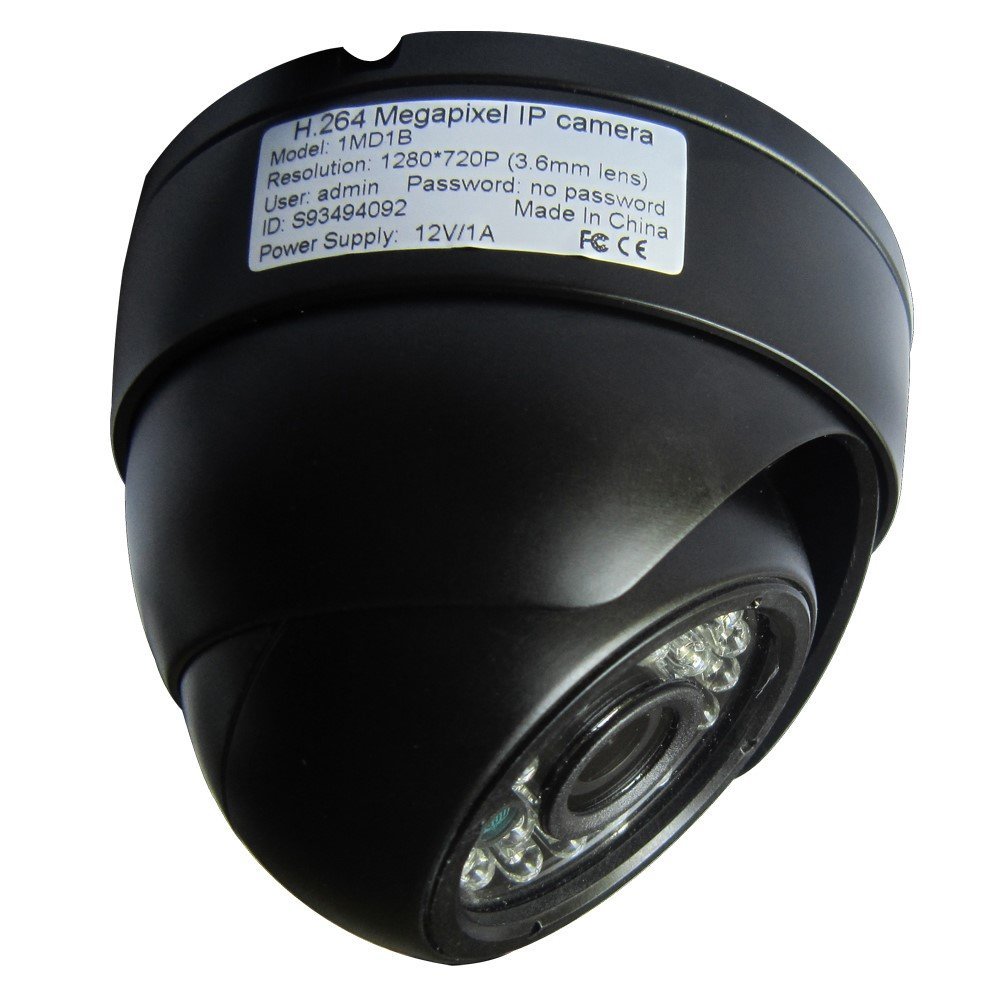 H.264 Megapixel IP camera
Model: 1MD1B
Resolution: 1280*720P (3.6mm lens)
User: admin Password: no password
ID: S93494092 Made In China
Power Supply: 12V/1A FC CE